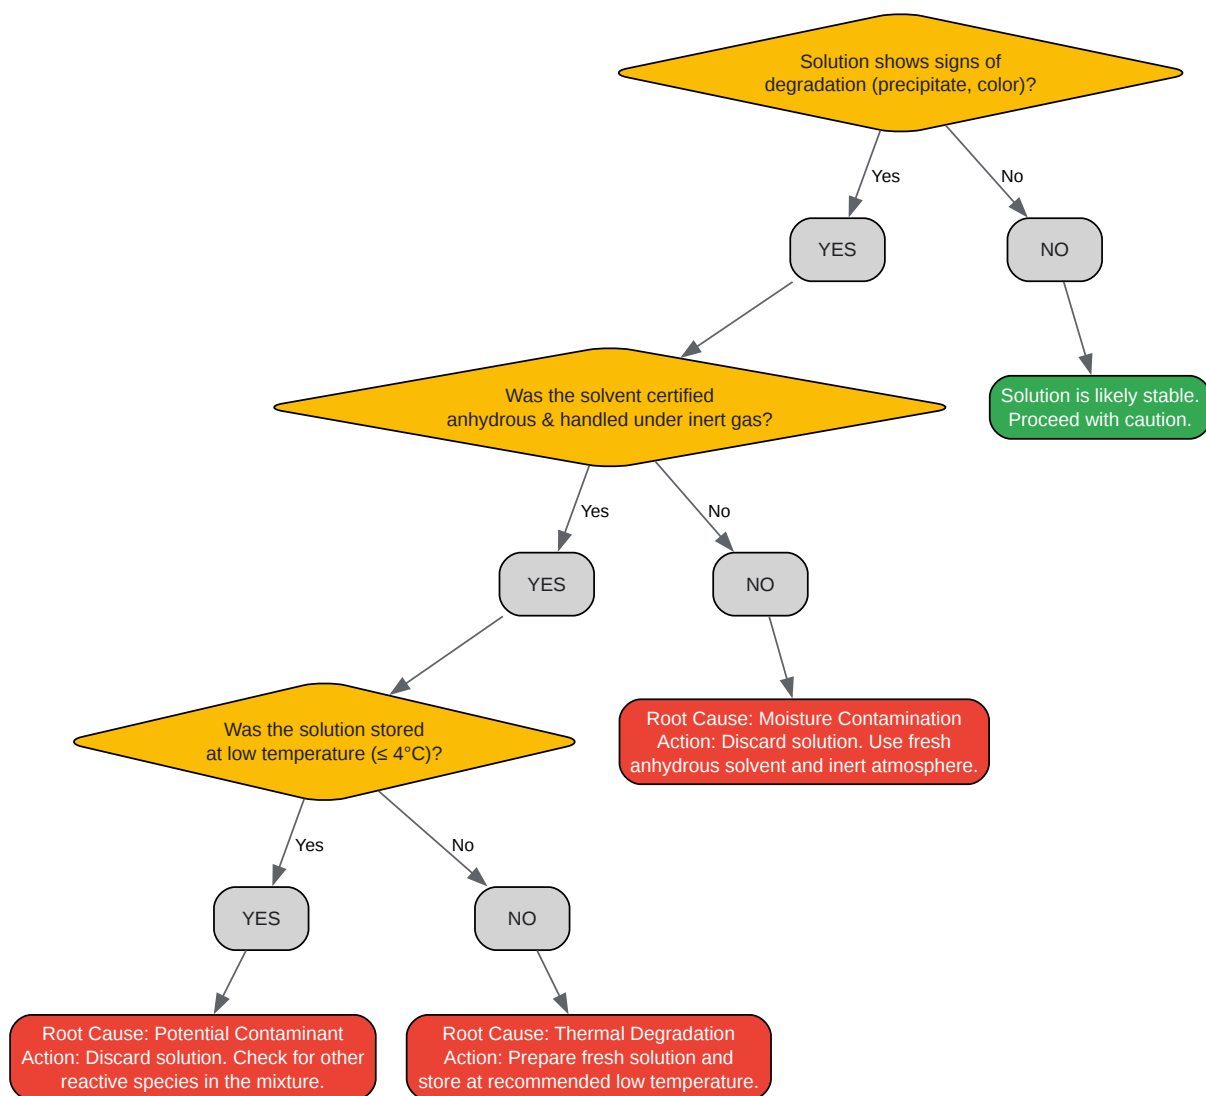 Solution shows signs of
degradation (precipitate, color)?
Yes
No
YES
NO
Was the solvent certified
anhydrous & handled under inert gas?
Solution is likely stable.
Proceed with caution.
Yes
No
YES
NO
Was the solution stored
at low temperature (≤ 4°C)?
Root Cause: Moisture Contamination
Action: Discard solution. Use fresh
anhydrous solvent and inert atmosphere.
Yes
No
YES
NO
Root Cause: Potential Contaminant
Action: Discard solution. Check for other
reactive species in the mixture.
Root Cause: Thermal Degradation
Action: Prepare fresh solution and
store at recommended low temperature.